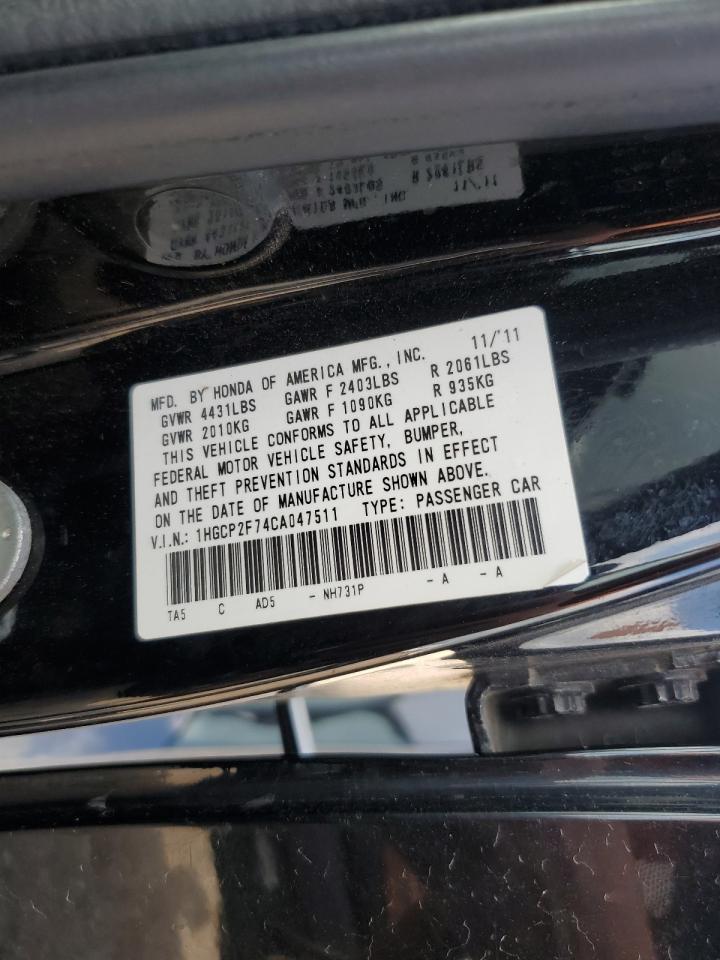 MFD. BY HONDA OF AMERICA MFG., INC. 11/'11
GVWR 4431LBS GAWR F 2403LBS R 2061LBS
GVWR 2010KG GAWR F 1090KG R 935KG
THIS VEHICLE CONFORMS TO ALL APPLICABLE
FEDERAL MOTOR VEHICLE SAFETY, BUMPER,
AND THEFT PREVENTION STANDARDS IN EFFECT
ON THE DATE OF MANUFACTURE SHOWN ABOVE.
V.I.N.: 1HGCP2F74CA047511 TYPE: PASSENGER CAR
TA5 C AD5 - NH731P - A - A